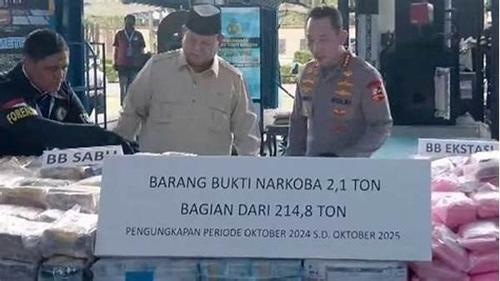 BB SABU
BB EKSTASI
BARANG BUKTI NARKOBA 2,1 TON
BAGIAN DARI 214,8 TON
PENGUNGKAPAN PERIODE OKTOBER 2024 S.D. OKTOBER 2025
POLRI